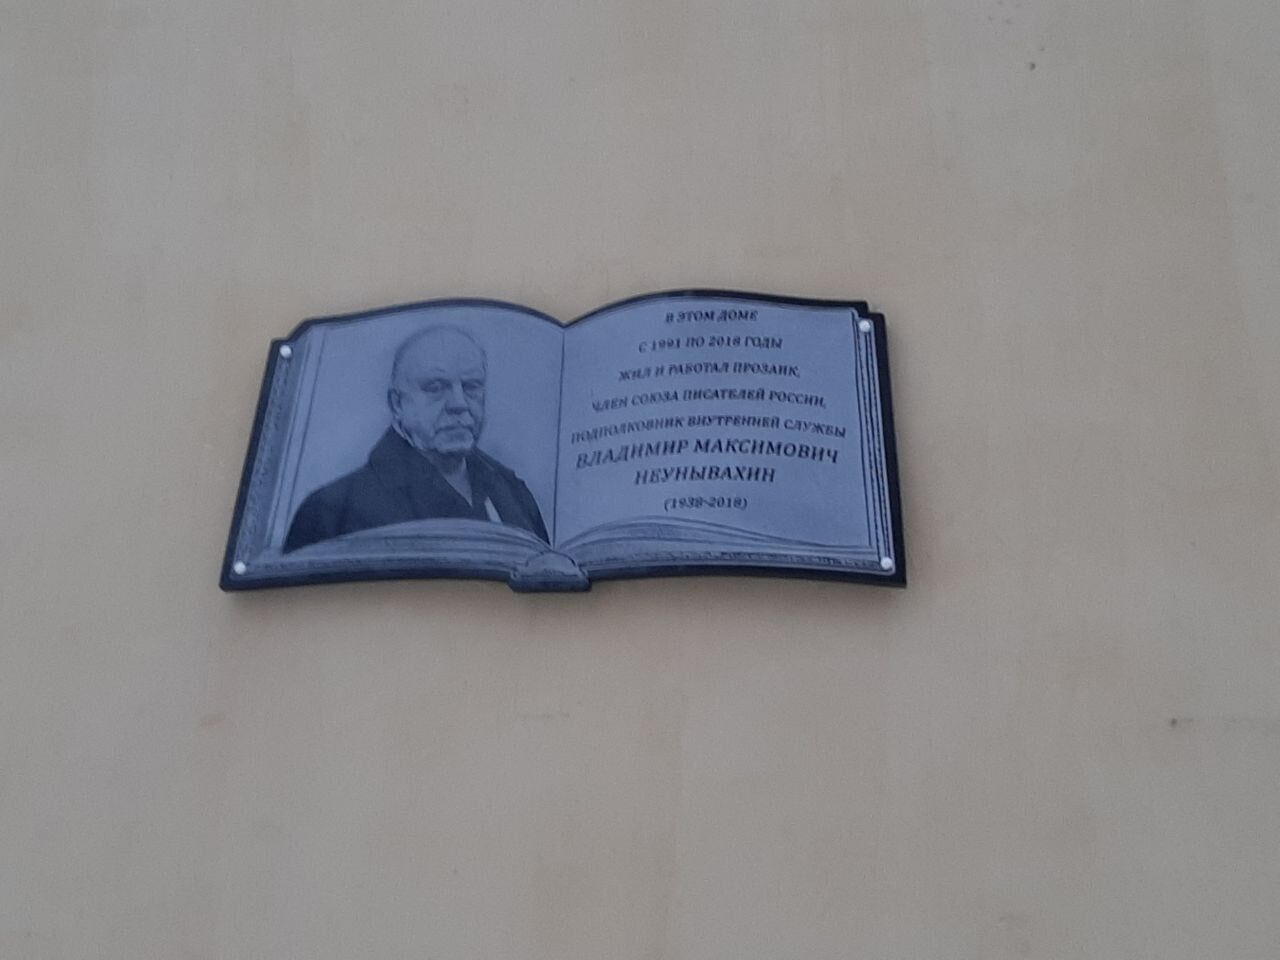 В ЭТОМ ДОМЕ
С 1991 ПО 2018 ГОДЫ
ЖИЛ И РАБОТАЛ ПРОЗАИК,
ЧЛЕН СОЮЗА ПИСАТЕЛЕЙ РОССИИ,
ПОДПОЛКОВНИК ВНУТРЕННЕЙ СЛУЖБЫ
ВЛАДИМИР МАКСИМОВИЧ
НЕУНЫВАХИН
(1938-2018)